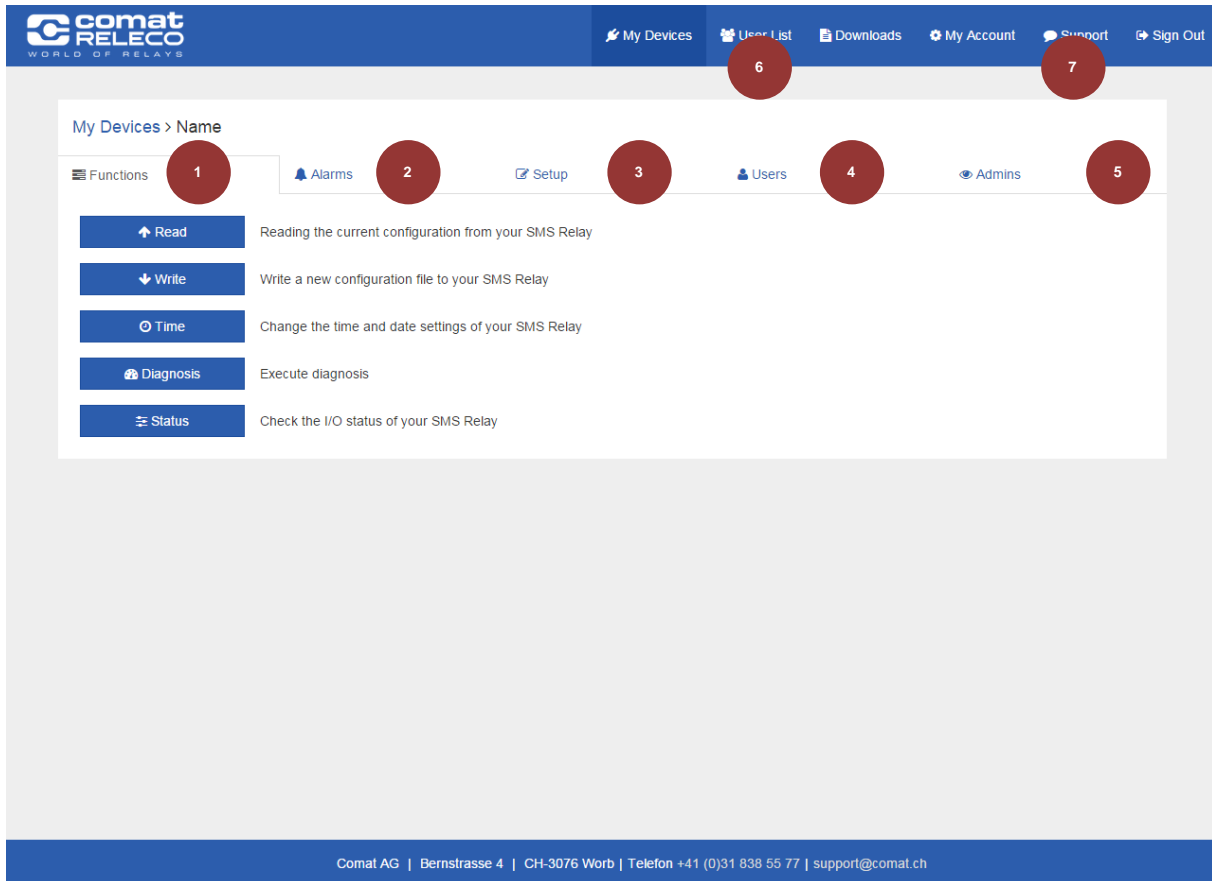 comat
RELECO
WORLD OF RELAYS
My Devices User List Downloads My Account Support Sign Out
6 7
My Devices > Name
Functions 1 Alarms 2 Setup 3 Users 4 Admins 5
Read Reading the current configuration from your SMS Relay
Write Write a new configuration file to your SMS Relay
Time Change the time and date settings of your SMS Relay
Diagnosis Execute diagnosis
Status Check the I/O status of your SMS Relay
Comat AG | Bernstrasse 4 | CH-3076 Worb | Telefon +41 (0)31 838 55 77 | support@comat.ch